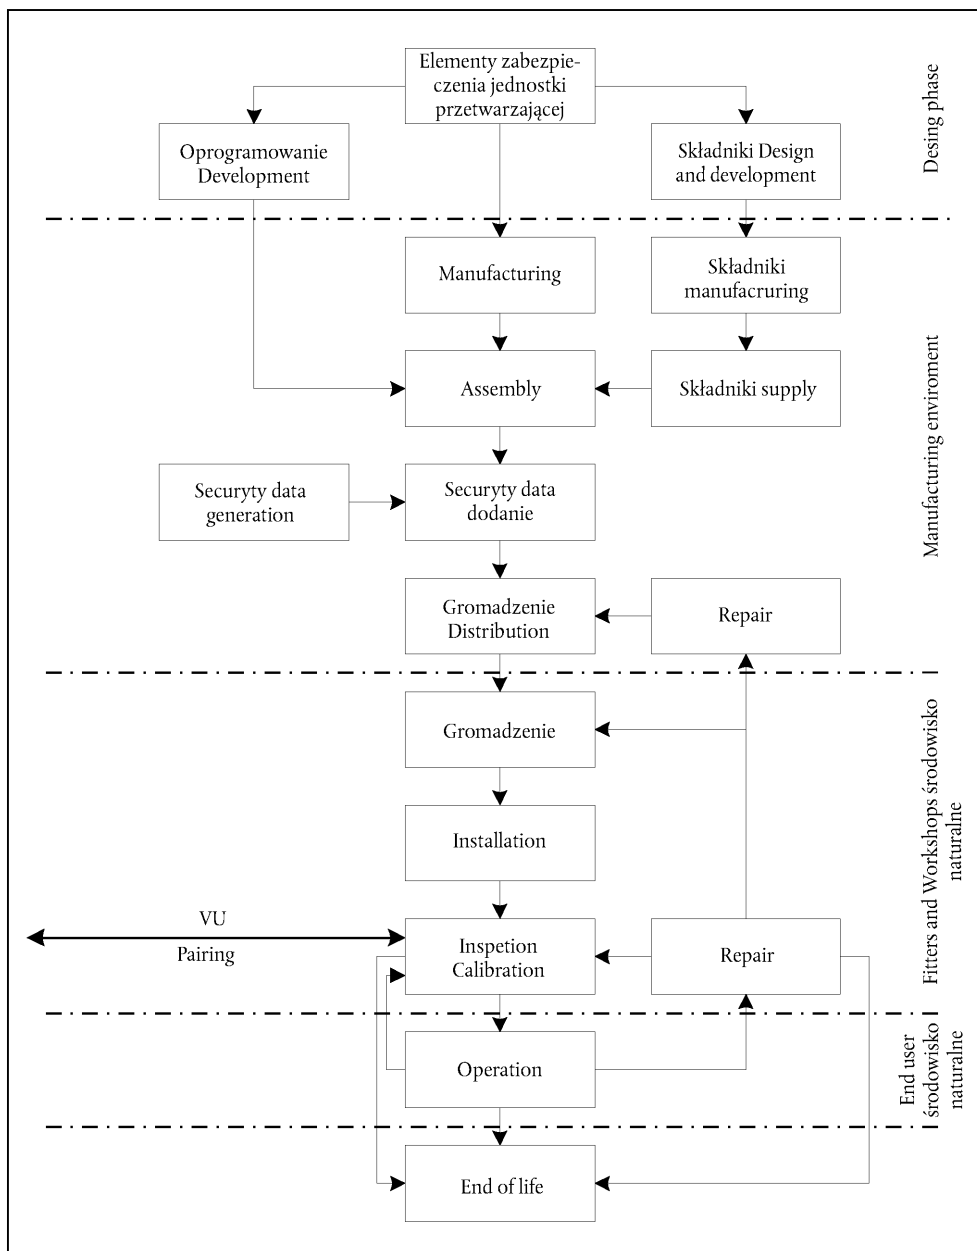 Elementy zabezpie-
czenia jednostki
przetwarzającej
Oprogramowanie
Development
Składniki Design
and development
Desing phase
Manufacturing
Składniki
manufacruring
Assembly
Składniki supply
Securyty data
generation
Securyty data
dodanie
Gromadzenie
Distribution
Repair
Manufacturing enviroment
Gromadzenie
Installation
VU
Pairing
Inspetion
Calibration
Repair
Fitters and Workshops środowisko
naturalne
Operation
End user
środowisko
naturalne
End of life